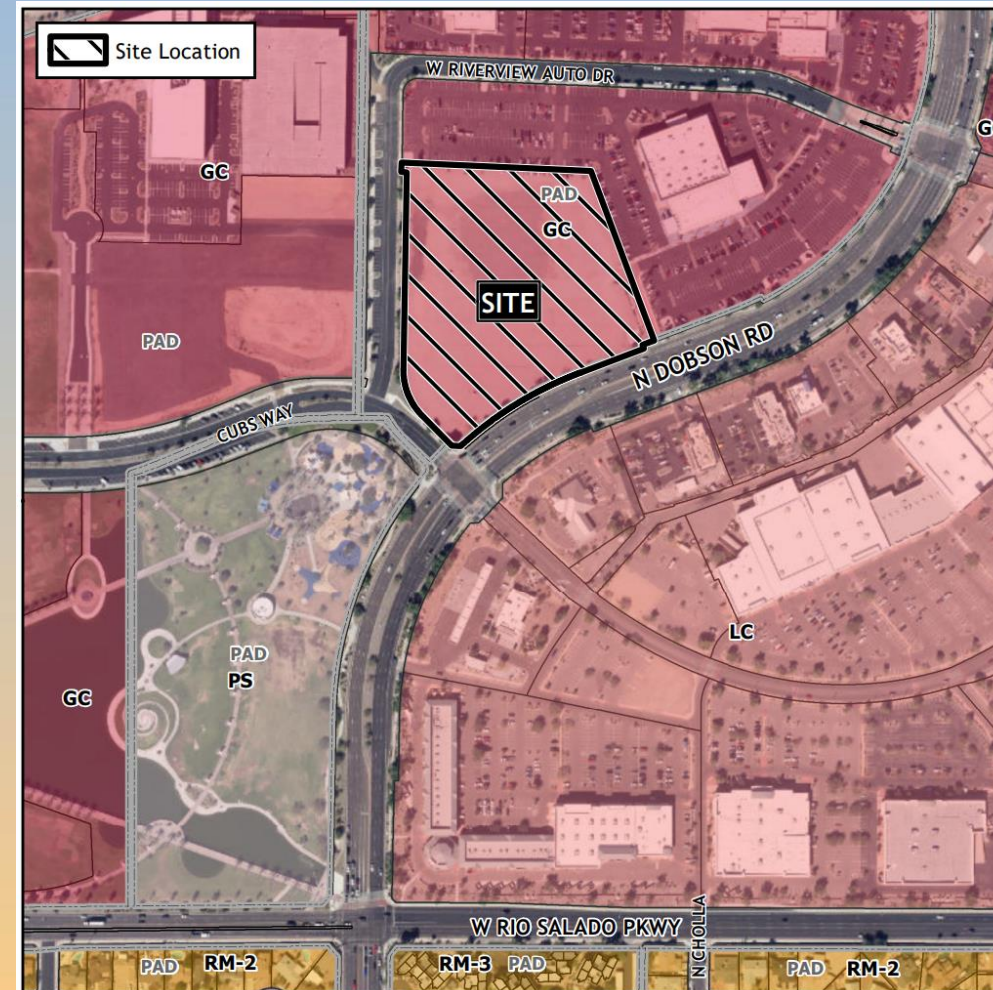 Site Location
W RIVERVIEW AUTO DR
GC
G
PAD
GC
SITE
PAD
N DOBSON RD
CUBS WAY
LC
PAD
PS
GC
N CHOLLA
W RIO SALADO PKWY
PAD RM-2
RM-3 PAD
PAD RM-2